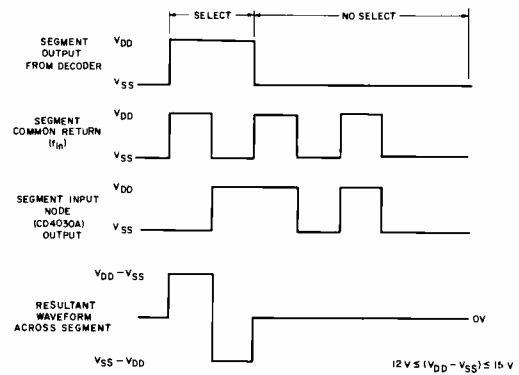 SELECT
NO SELECT
SEGMENT
OUTPUT
FROM DECODER
VDD
VSS
SEGMENT
COMMON RETURN
(fin)
VDD
VSS
SEGMENT INPUT
NODE
(CD4030A)
OUTPUT
VDD
VSS
RESULTANT
WAVEFORM
ACROSS SEGMENT
VDD-VSS
OV
VSS-VDD
12 V ≤ (VDD - VSS) ≤ 15 V